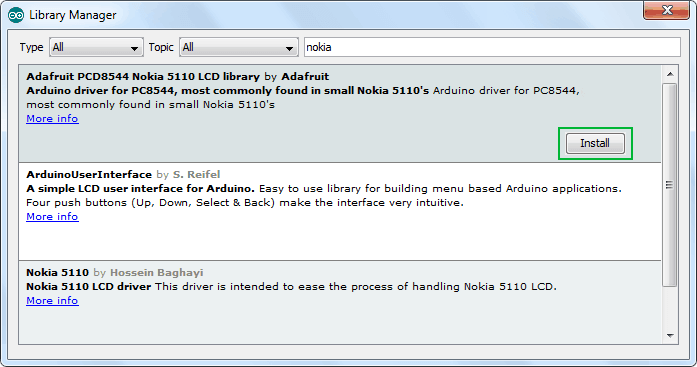 Library Manager
Type All Topic All nokia
Adafruit PCD8544 Nokia 5110 LCD library by Adafruit
Arduino driver for PC8544, most commonly found in small Nokia 5110's Arduino driver for PC8544,
most commonly found in small Nokia 5110's
More info
Install
ArduinoUserInterface by S. Reifel
A simple LCD user interface for Arduino. Easy to use library for building menu based Arduino applications.
Four push buttons (Up, Down, Select & Back) make the interface very intuitive.
More info
Nokia 5110 by Hossein Baghayi
Nokia 5110 LCD driver This driver is intended to ease the process of handling Nokia 5110 LCD.
More info